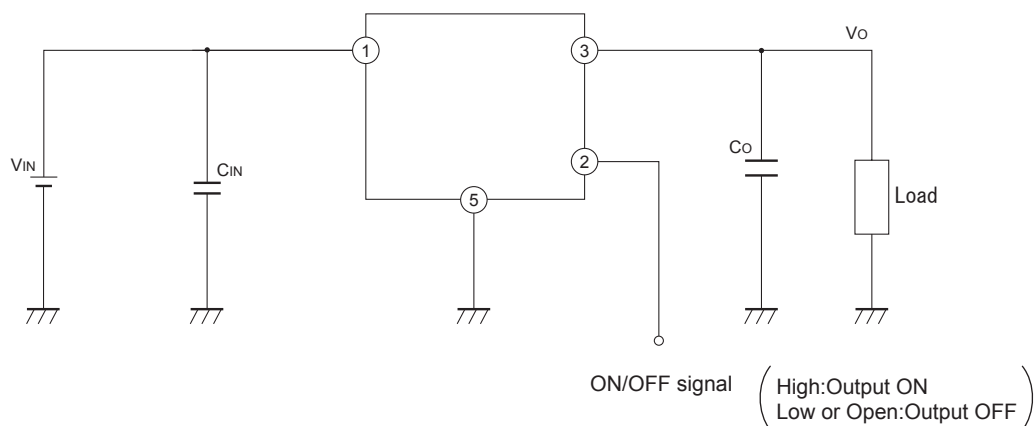 1
3
Vo
VIN
CIN
2
Co
5
Load
ON/OFF signal
High:Output ON
Low or Open:Output OFF